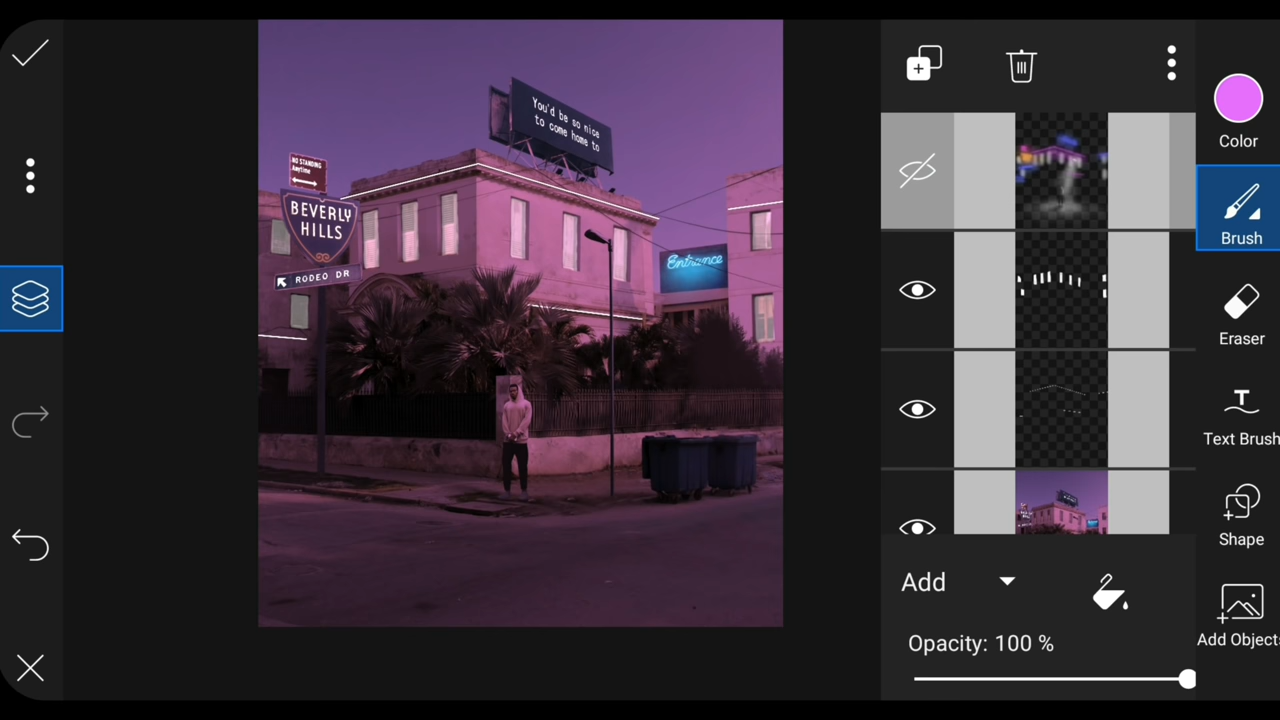 You'd be so nice
to come home to
NO STANDING
Anytime
BEVERLY
HILLS
RODEO DR
Entrance
Color
Brush
Eraser
Text Brush
Shape
Add Objects
Add
Opacity: 100 %